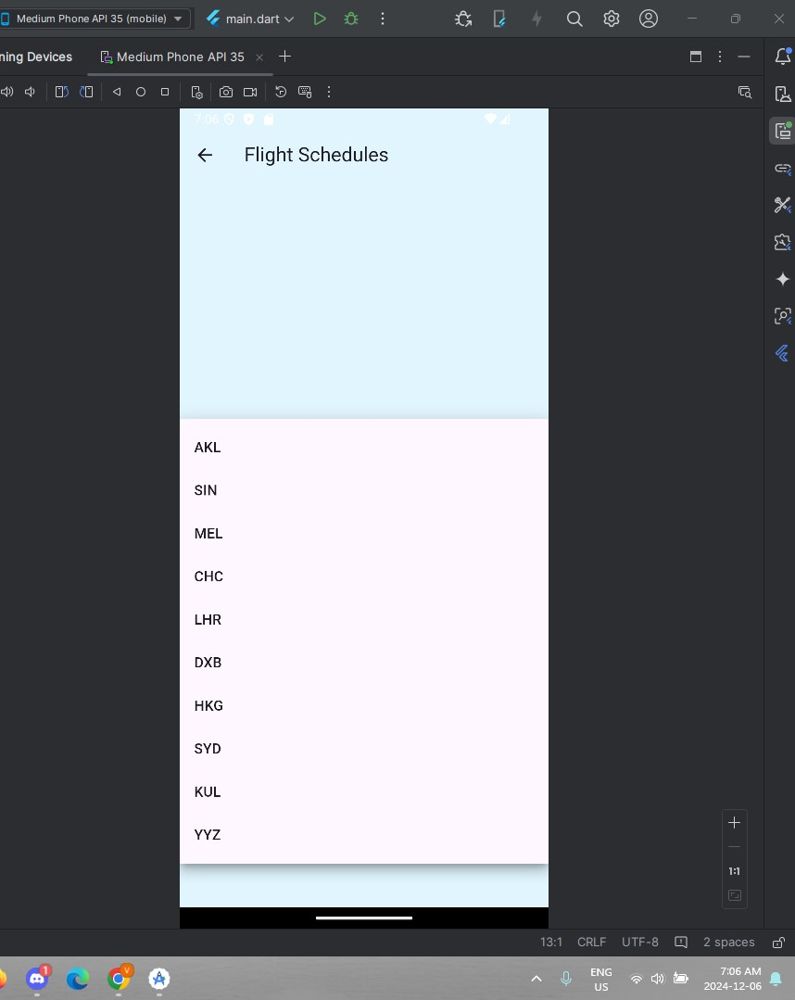 Medium Phone API 35 (mobile) main.dart
ning Devices Medium Phone API 35
7:06
Flight Schedules
AKL
SIN
MEL
CHC
LHR
DXB
HKG
SYD
KUL
YYZ
1:1
13:1 CRLF UTF-8 2 spaces
1 V
ENG
US
7:06 AM
2024-12-06